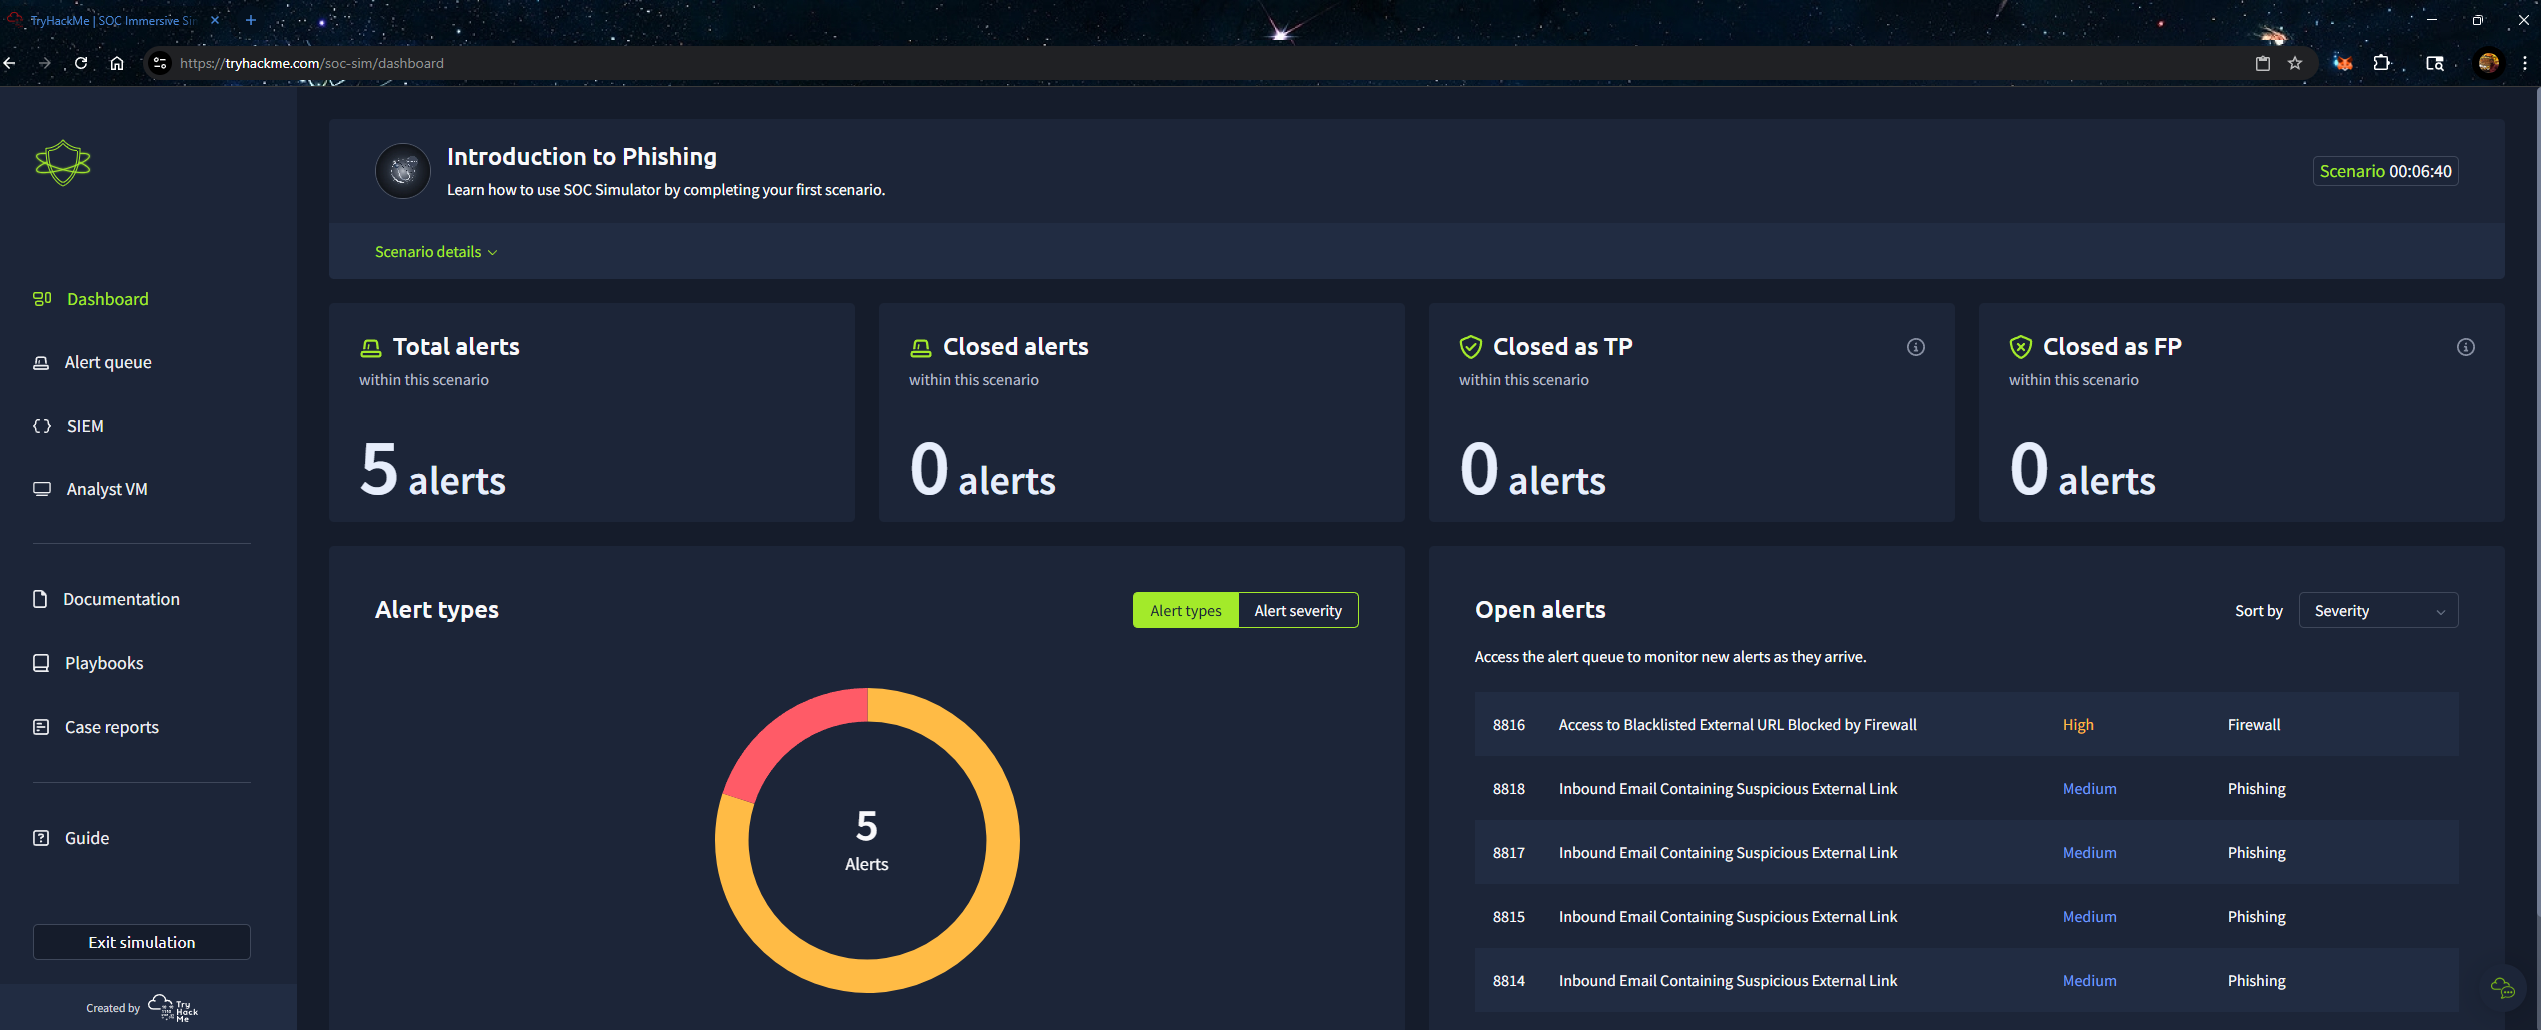 TryHackMe | SOC Immersive Si
https://tryhackme.com/soc-sim/dashboard
Introduction to Phishing
Learn how to use SOC Simulator by completing your first scenario.
Scenario 00:06:40
Scenario details
Dashboard
Alert queue
SIEM
Analyst VM
Documentation
Playbooks
Case reports
Guide
Exit simulation
Created by Try Hack Me
Total alerts
within this scenario
5 alerts
Closed alerts
within this scenario
0 alerts
Closed as TP
within this scenario
0 alerts
Closed as FP
within this scenario
0 alerts
Alert types
Alert types Alert severity
5
Alerts
Open alerts
Sort by Severity
Access the alert queue to monitor new alerts as they arrive.
8816 Access to Blacklisted External URL Blocked by Firewall High Firewall
8818 Inbound Email Containing Suspicious External Link Medium Phishing
8817 Inbound Email Containing Suspicious External Link Medium Phishing
8815 Inbound Email Containing Suspicious External Link Medium Phishing
8814 Inbound Email Containing Suspicious External Link Medium Phishing